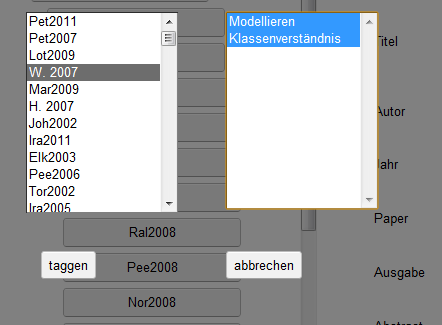 Pet2011
Pet2007
Lot2009
W. 2007
Mar2009
H. 2007
Joh2002
Ira2011
Elk2003
Pee2006
Tor2002
Ira2005
Modellieren
Klassenverständnis
Titel
Autor
Jahr
Paper
Ausgabe
Abstract
Ral2008
taggen
Pee2008
abbrechen
Nor2008